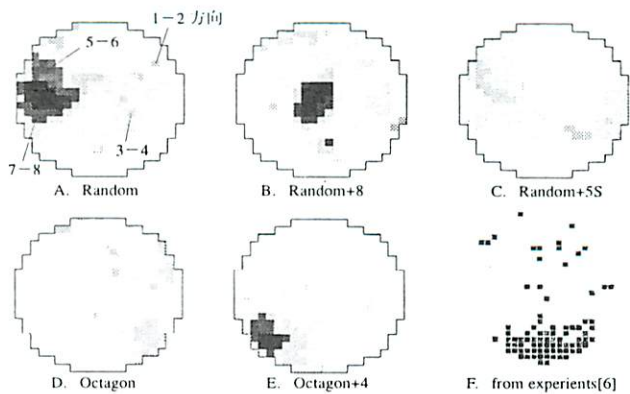 1-2 方向
5-6
3-4
7-8
A. Random
B. Random+8
C. Random+5S
D. Octagon
E. Octagon+4
F. from experients[6]